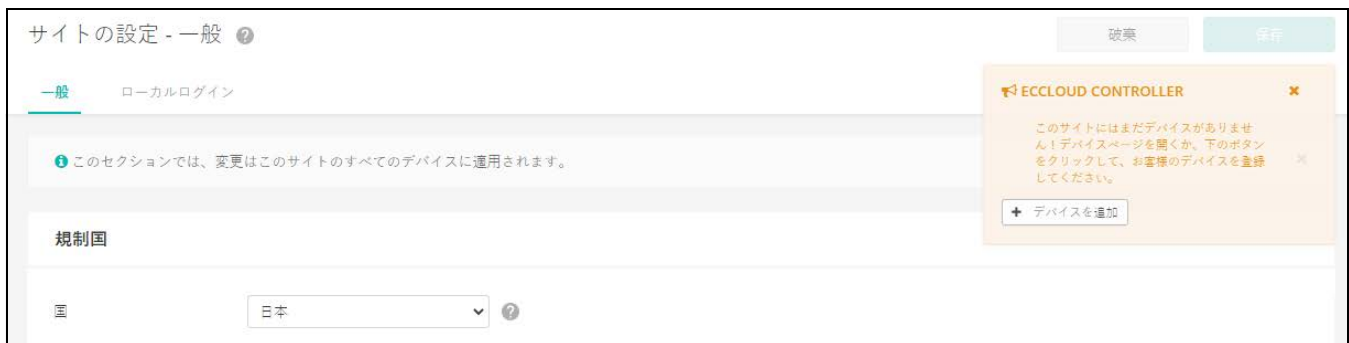 サイトの設定 - 一般
破棄
保存
一般
ローカルログイン
ECCLOUD CONTROLLER
このサイトにはまだデバイスがありませ
ん！デバイスページを開くか、下のボタン
をクリックして、お客様のデバイスを登録
してください。
デバイスを追加
このセクションでは、変更はこのサイトのすべてのデバイスに適用されます。
規制国
国
日本